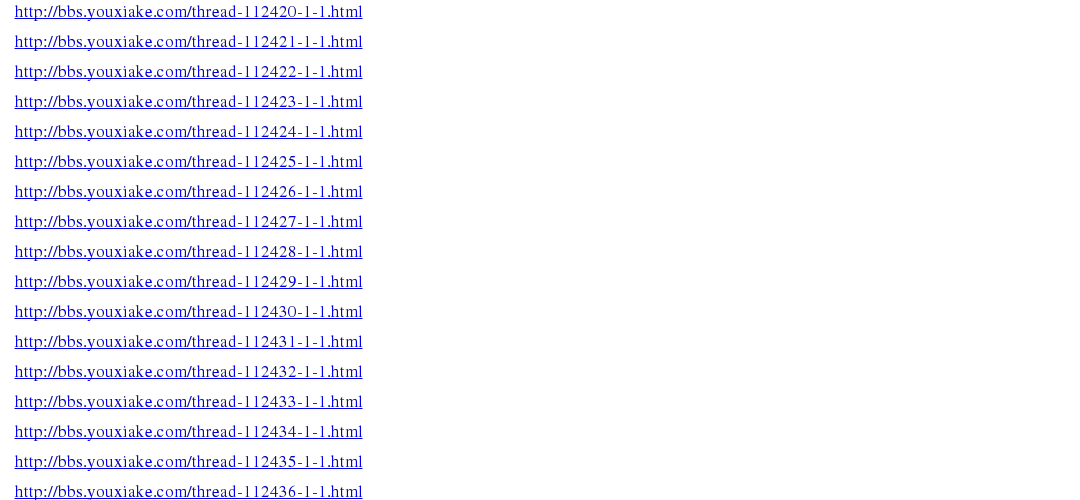 http://bbs.youxiake.com/thread-112420-1-1.html
http://bbs.youxiake.com/thread-112421-1-1.html
http://bbs.youxiake.com/thread-112422-1-1.html
http://bbs.youxiake.com/thread-112423-1-1.html
http://bbs.youxiake.com/thread-112424-1-1.html
http://bbs.youxiake.com/thread-112425-1-1.html
http://bbs.youxiake.com/thread-112426-1-1.html
http://bbs.youxiake.com/thread-112427-1-1.html
http://bbs.youxiake.com/thread-112428-1-1.html
http://bbs.youxiake.com/thread-112429-1-1.html
http://bbs.youxiake.com/thread-112430-1-1.html
http://bbs.youxiake.com/thread-112431-1-1.html
http://bbs.youxiake.com/thread-112432-1-1.html
http://bbs.youxiake.com/thread-112433-1-1.html
http://bbs.youxiake.com/thread-112434-1-1.html
http://bbs.youxiake.com/thread-112435-1-1.html
http://bbs.youxiake.com/thread-112436-1-1.html